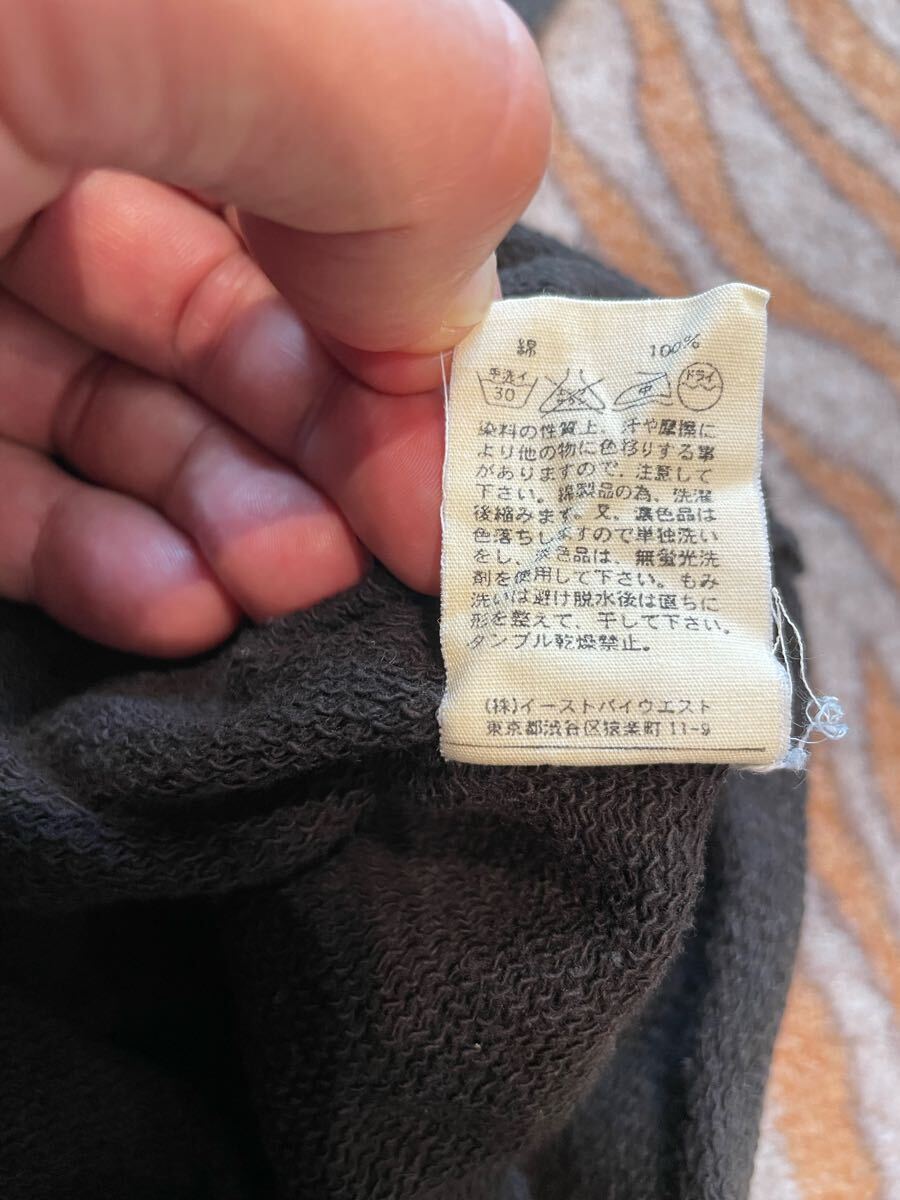 綿 100%
手洗イ 30 中 ドライ
染料の性質上、汗や摩擦に
より他の物に色移りする事
がありますので、注意して
下さい。綿製品の為、洗濯
後縮みます。又、濃色品は
色落ちしますので単独洗い
をし、淡色品は、無蛍光洗
剤を使用して下さい。もみ
洗いは避け脱水後は直ちに
形を整えて、干して下さい。
タンブル乾燥禁止。
(株)イーストバイウエスト
東京都渋谷区猿楽町 11-9